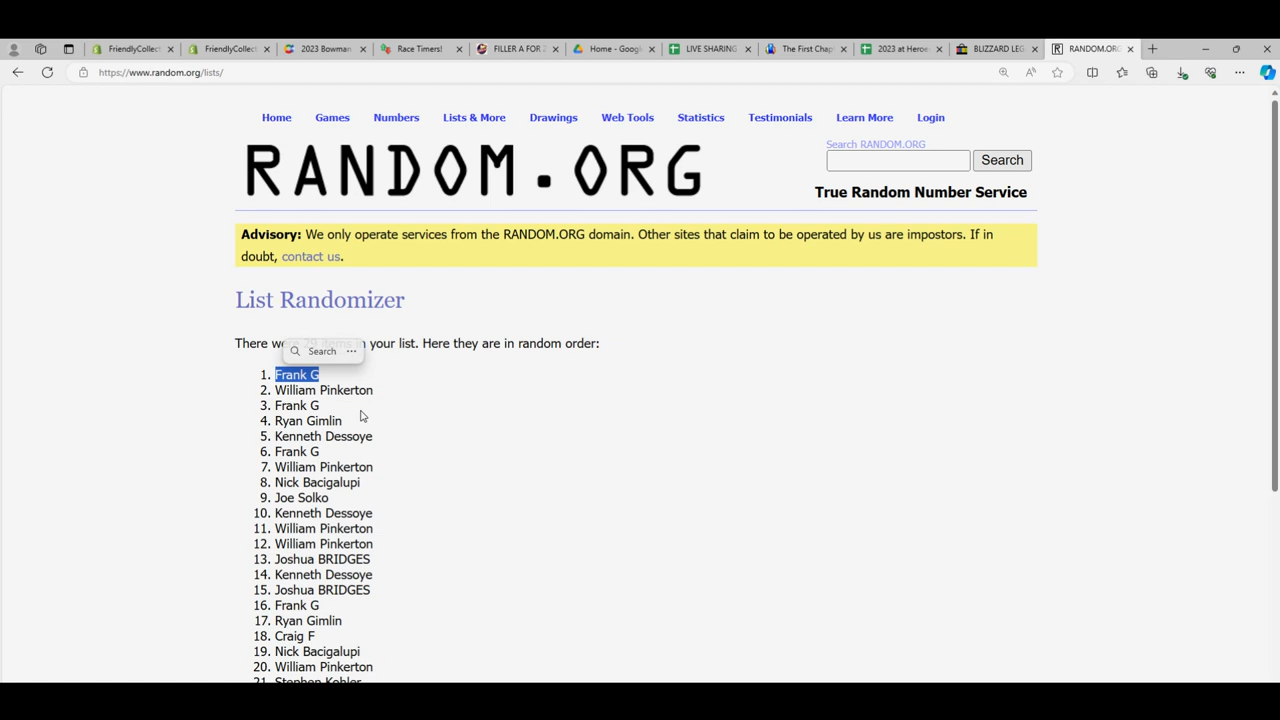 FriendlyCollect
FriendlyCollect
2023 Bowman
Race Timers!
FILLER A FOR 2
Home - Googl
LIVE SHARING
The First Chap
2023 at Heroe
BLIZZARD LEG
RANDOM.ORG
https://www.random.org/lists/
Home Games Numbers Lists & More Drawings Web Tools Statistics Testimonials Learn More Login
RANDOM.ORG
Search RANDOM.ORG
Search
True Random Number Service
Advisory: We only operate services from the RANDOM.ORG domain. Other sites that claim to be operated by us are impostors. If in
doubt, contact us.
List Randomizer
There were 29 items in your list. Here they are in random order:
Search ...
1. Frank G
2. William Pinkerton
3. Frank G
4. Ryan Gimlin
5. Kenneth Dessoye
6. Frank G
7. William Pinkerton
8. Nick Bacigalupi
9. Joe Solko
10. Kenneth Dessoye
11. William Pinkerton
12. William Pinkerton
13. Joshua BRIDGES
14. Kenneth Dessoye
15. Joshua BRIDGES
16. Frank G
17. Ryan Gimlin
18. Craig F
19. Nick Bacigalupi
20. William Pinkerton
21. Stephen Kohler